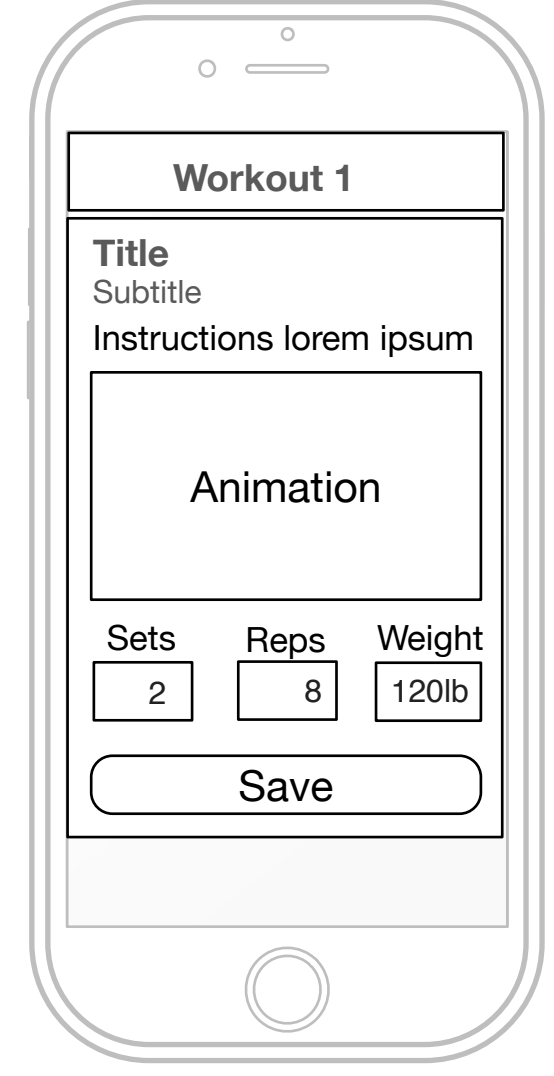 Workout 1
Title
Subtitle
Instructions lorem ipsum
Animation
Sets Reps Weight
2 8 120lb
Save